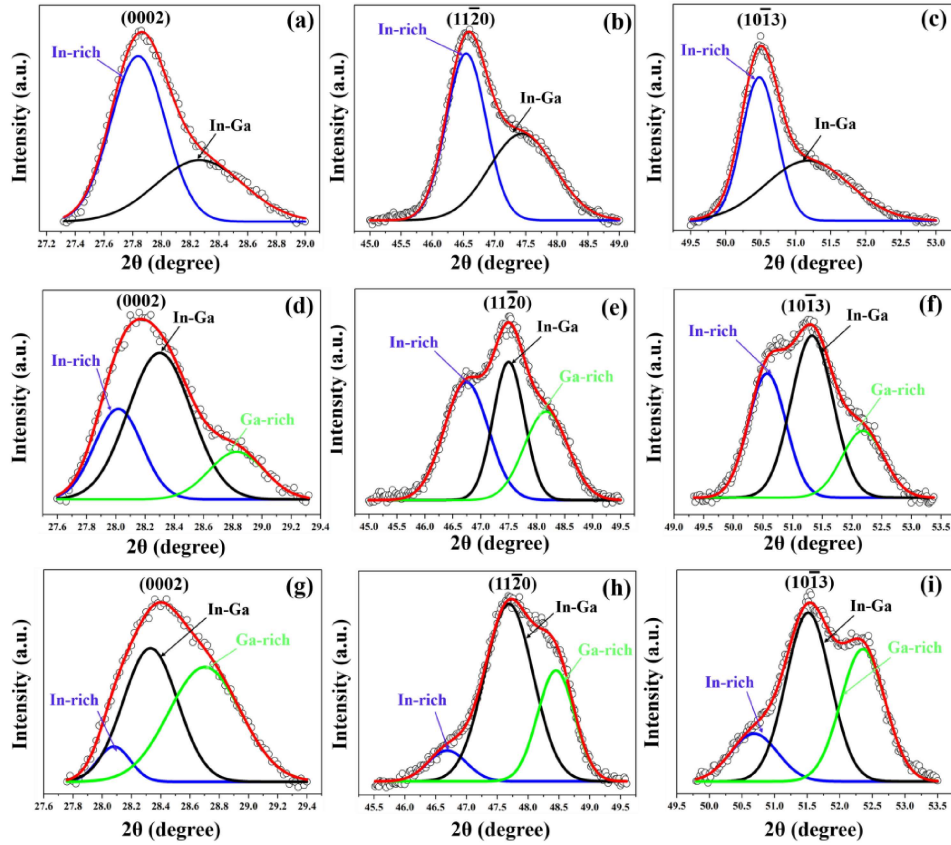 (0002) (a)
In-rich
In-Ga
Intensity (a.u.)
27.2 27.4 27.6 27.8 28.0 28.2 28.4 28.6 28.8 29.0
2θ (degree)
(112̅0) (b)
In-rich
In-Ga
Intensity (a.u.)
45.0 45.5 46.0 46.5 47.0 47.5 48.0 48.5 49.0
2θ (degree)
(101̅3) (c)
In-rich
In-Ga
Intensity (a.u.)
49.5 50.0 50.5 51.0 51.5 52.0 52.5 53.0
2θ (degree)
(0002) (d)
In-Ga
In-rich
Ga-rich
Intensity (a.u.)
27.6 27.8 28.0 28.2 28.4 28.6 28.8 29.0 29.2 29.4
2θ (degree)
(112̅0) (e)
In-Ga
In-rich
Ga-rich
Intensity (a.u.)
45.0 45.5 46.0 46.5 47.0 47.5 48.0 48.5 49.0 49.5
2θ (degree)
(101̅3) (f)
In-Ga
In-rich
Ga-rich
Intensity (a.u.)
49.0 49.5 50.0 50.5 51.0 51.5 52.0 52.5 53.0 53.5
2θ (degree)
(0002) (g)
In-Ga
Ga-rich
In-rich
Intensity (a.u.)
27.6 27.8 28.0 28.2 28.4 28.6 28.8 29.0 29.2 29.4
2θ (degree)
(112̅0) (h)
In-Ga
Ga-rich
In-rich
Intensity (a.u.)
45.5 46.0 46.5 47.0 47.5 48.0 48.5 49.0 49.5
2θ (degree)
(101̅3) (i)
In-Ga
Ga-rich
In-rich
Intensity (a.u.)
49.5 50.0 50.5 51.0 51.5 52.0 52.5 53.0 53.5
2θ (degree)